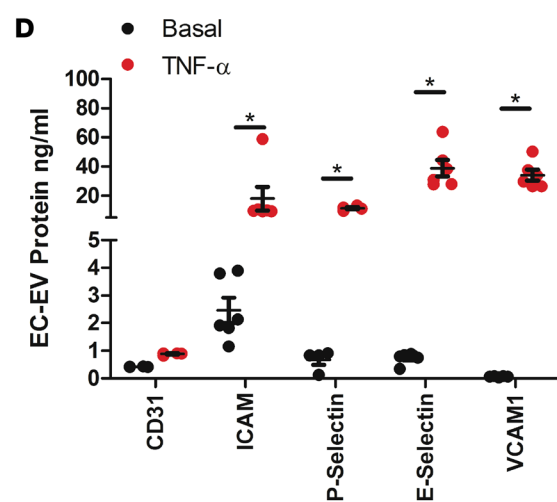 D
Basal
TNF-α
EC-EV Protein ng/ml
100
80
60
40
20
5
4
3
2
1
0
*
*
*
*
CD31
ICAM
P-Selectin
E-Selectin
VCAM1